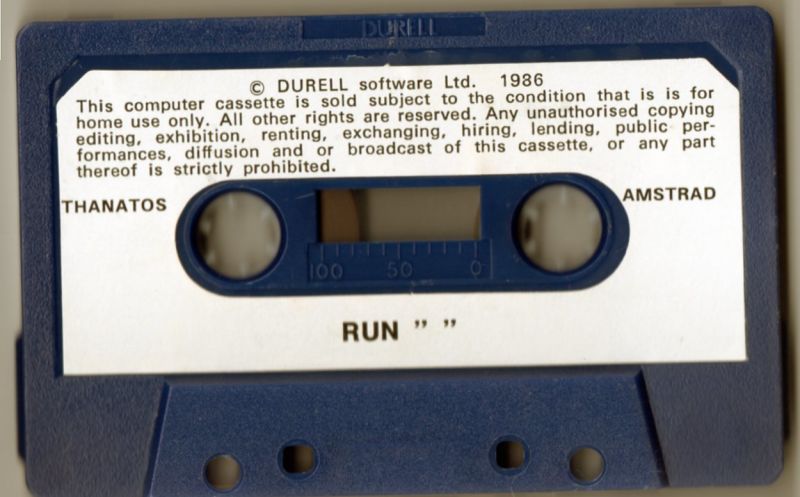 DURELL
© DURELL software Ltd. 1986
This computer cassette is sold subject to the condition that is is for
home use only. All other rights are reserved. Any unauthorised copying
editing, exhibition, renting, exchanging, hiring, lending, public per-
formances, diffusion and or broadcast of this cassette, or any part
thereof is strictly prohibited.
THANATOS
AMSTRAD
100 50 0
RUN ” ”